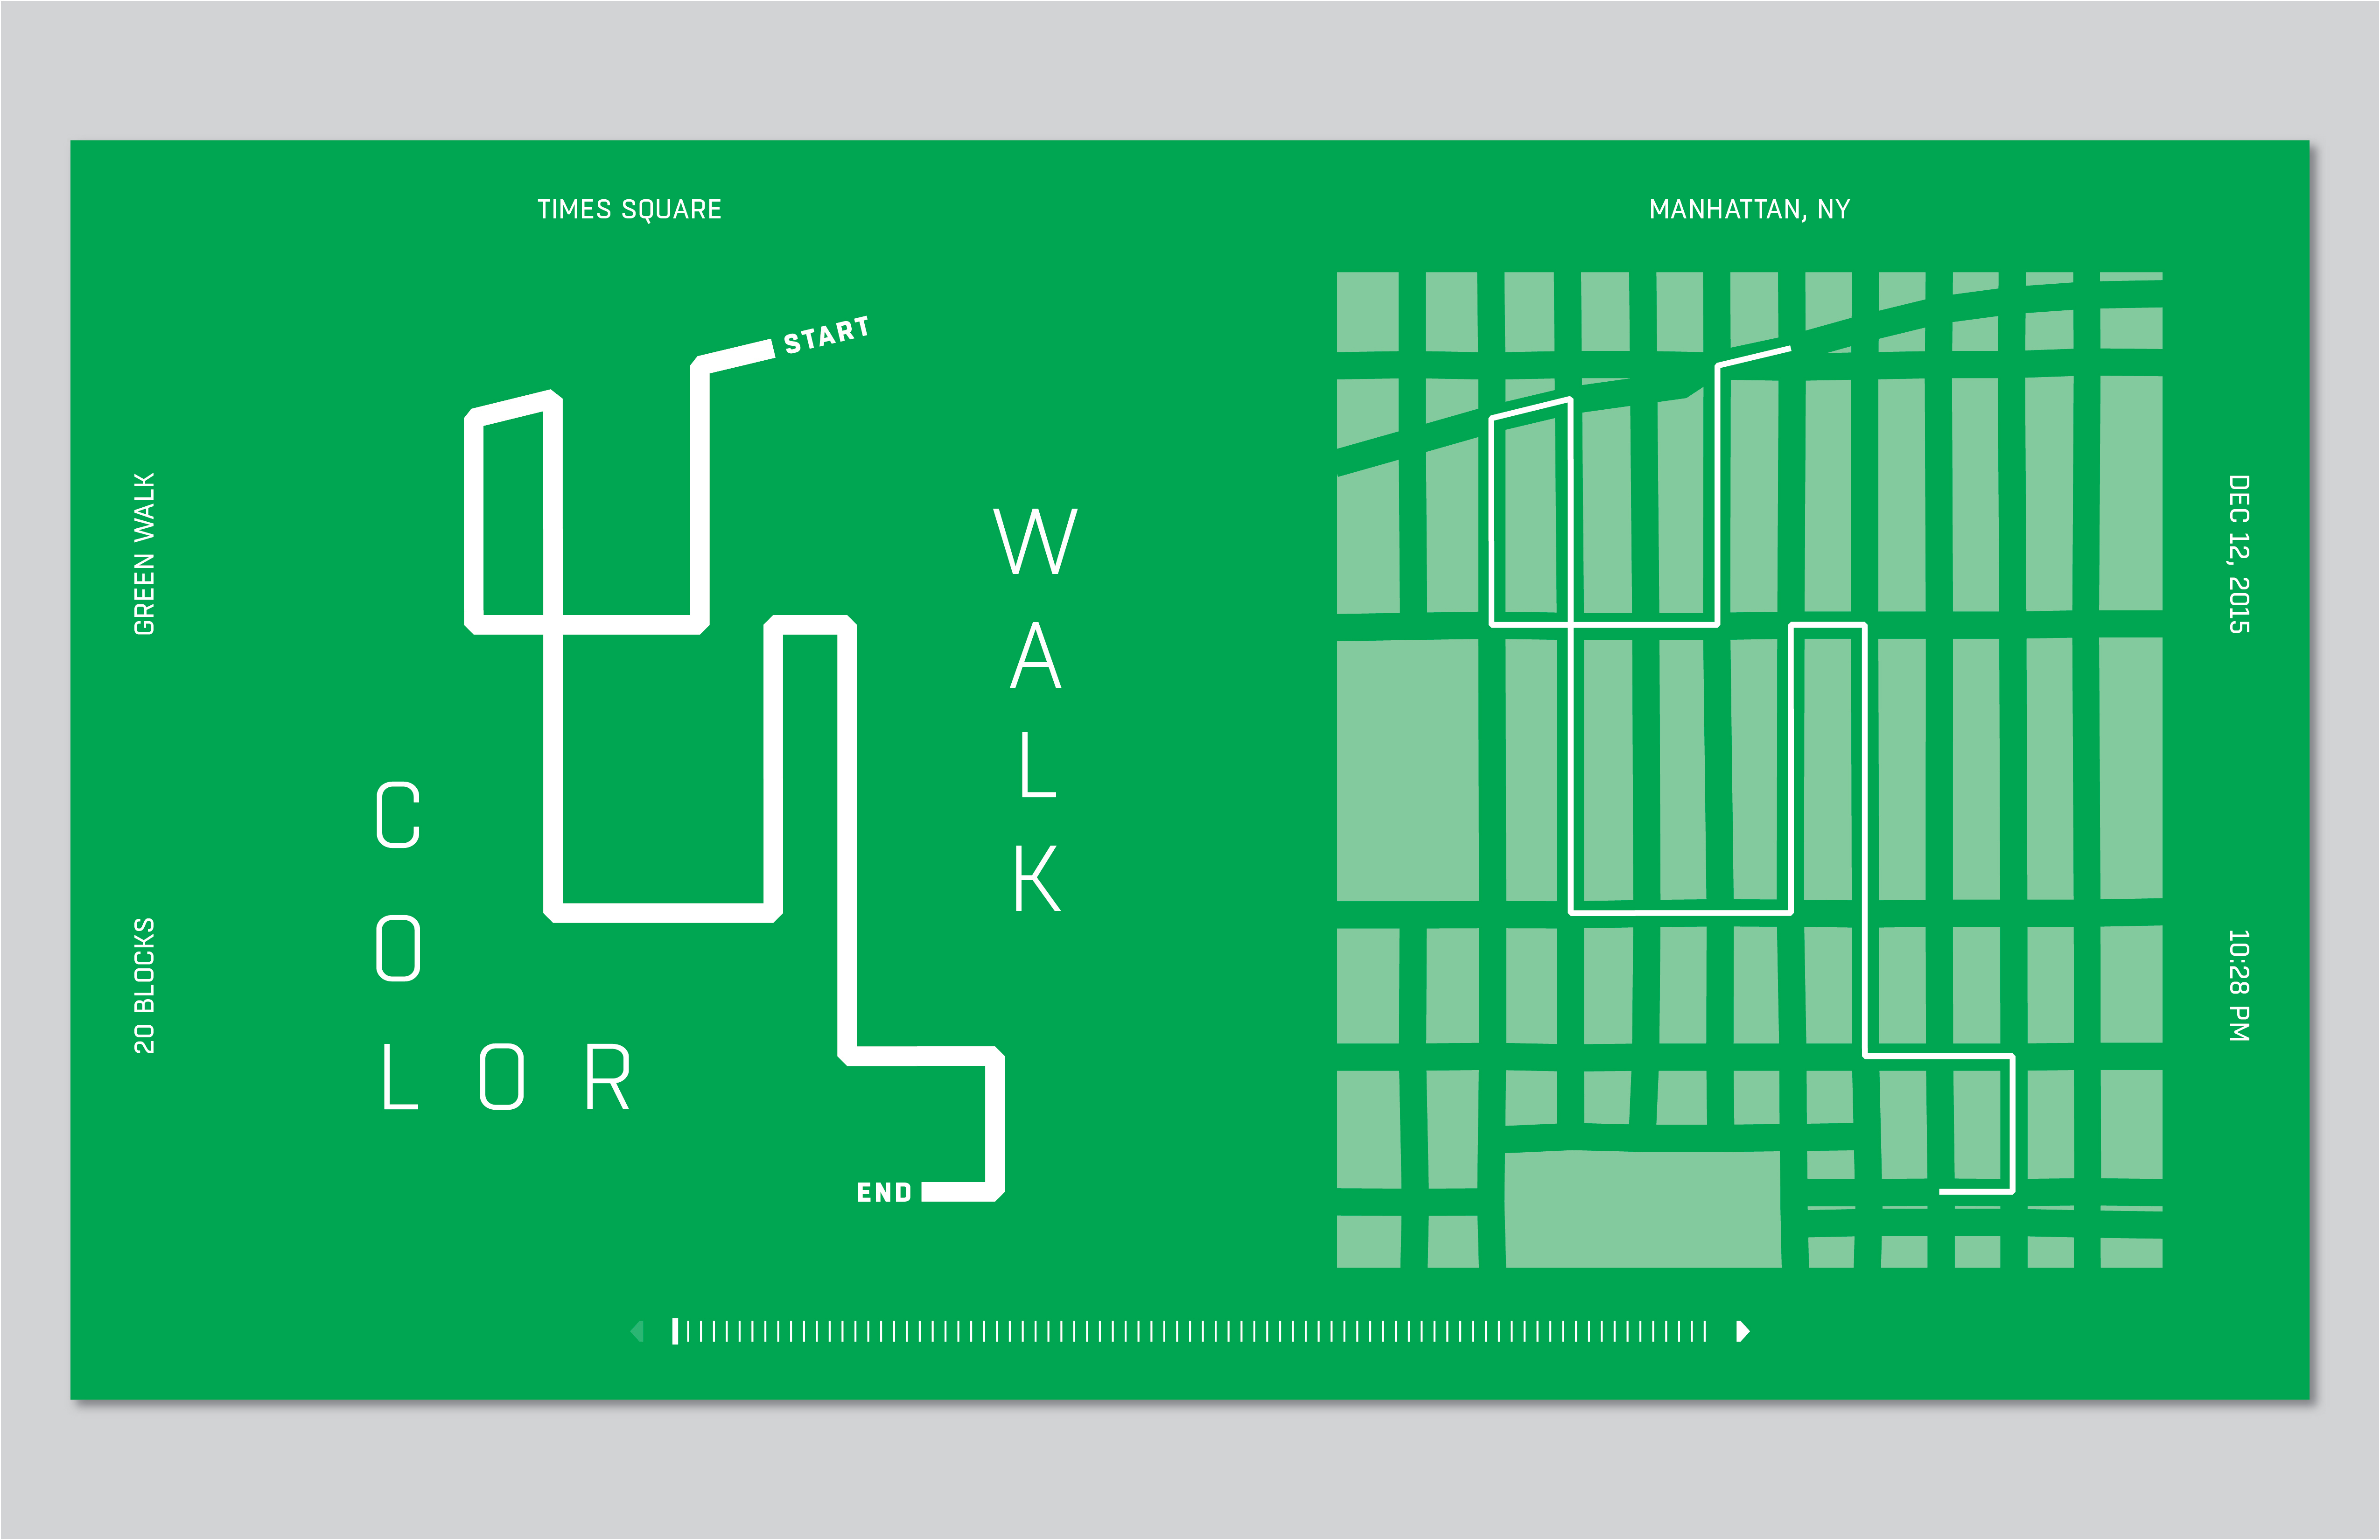 TIMES SQUARE
MANHATTAN, NY
START
GREEN WALK
20 BLOCKS
C
O
L O R
W
A
L
K
END
DEC 12, 2015
10:28 PM